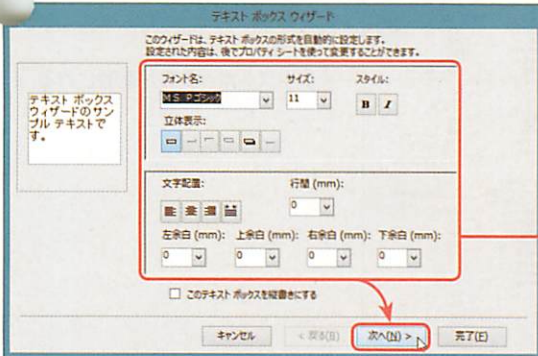 テキスト ボックス ウィザード
このウィザードは、テキスト ボックスの形式を自動的に設定します。
設定された内容は、後でプロパティ シートを使って変更することができます。
テキスト ボックス
ウィザードのサン
プル テキストで
す。
フォント名: サイズ: スタイル:
MS Pゴシック 11 B I
立体表示:
文字配置: 行間 (mm):
0
左余白 (mm): 上余白 (mm): 右余白 (mm): 下余白 (mm):
0 0 0 0
このテキスト ボックスを縦書きにする
キャンセル < 戻る(B) 次へ(N) > 完了(F)